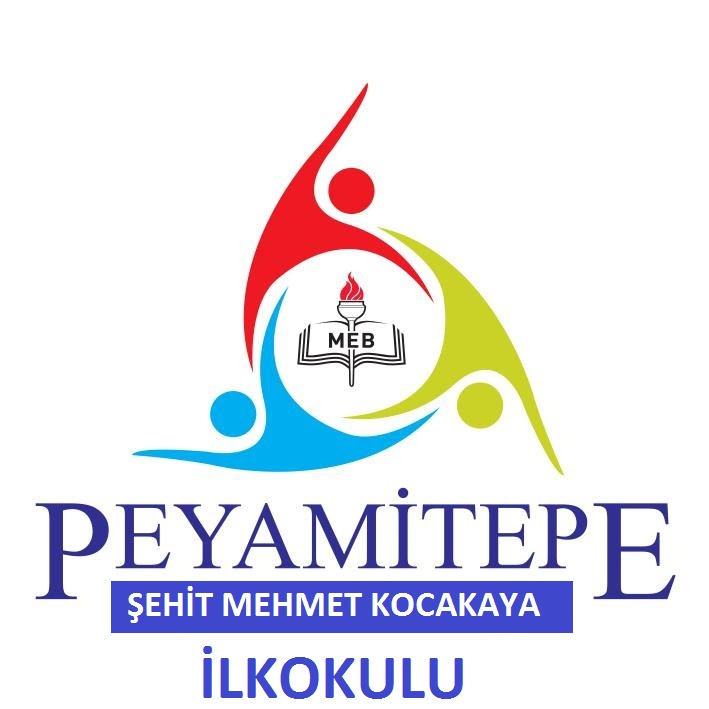 MEB
PEYAMİTEPE
ŞEHİT MEHMET KOCAKAYA
İLKOKULU